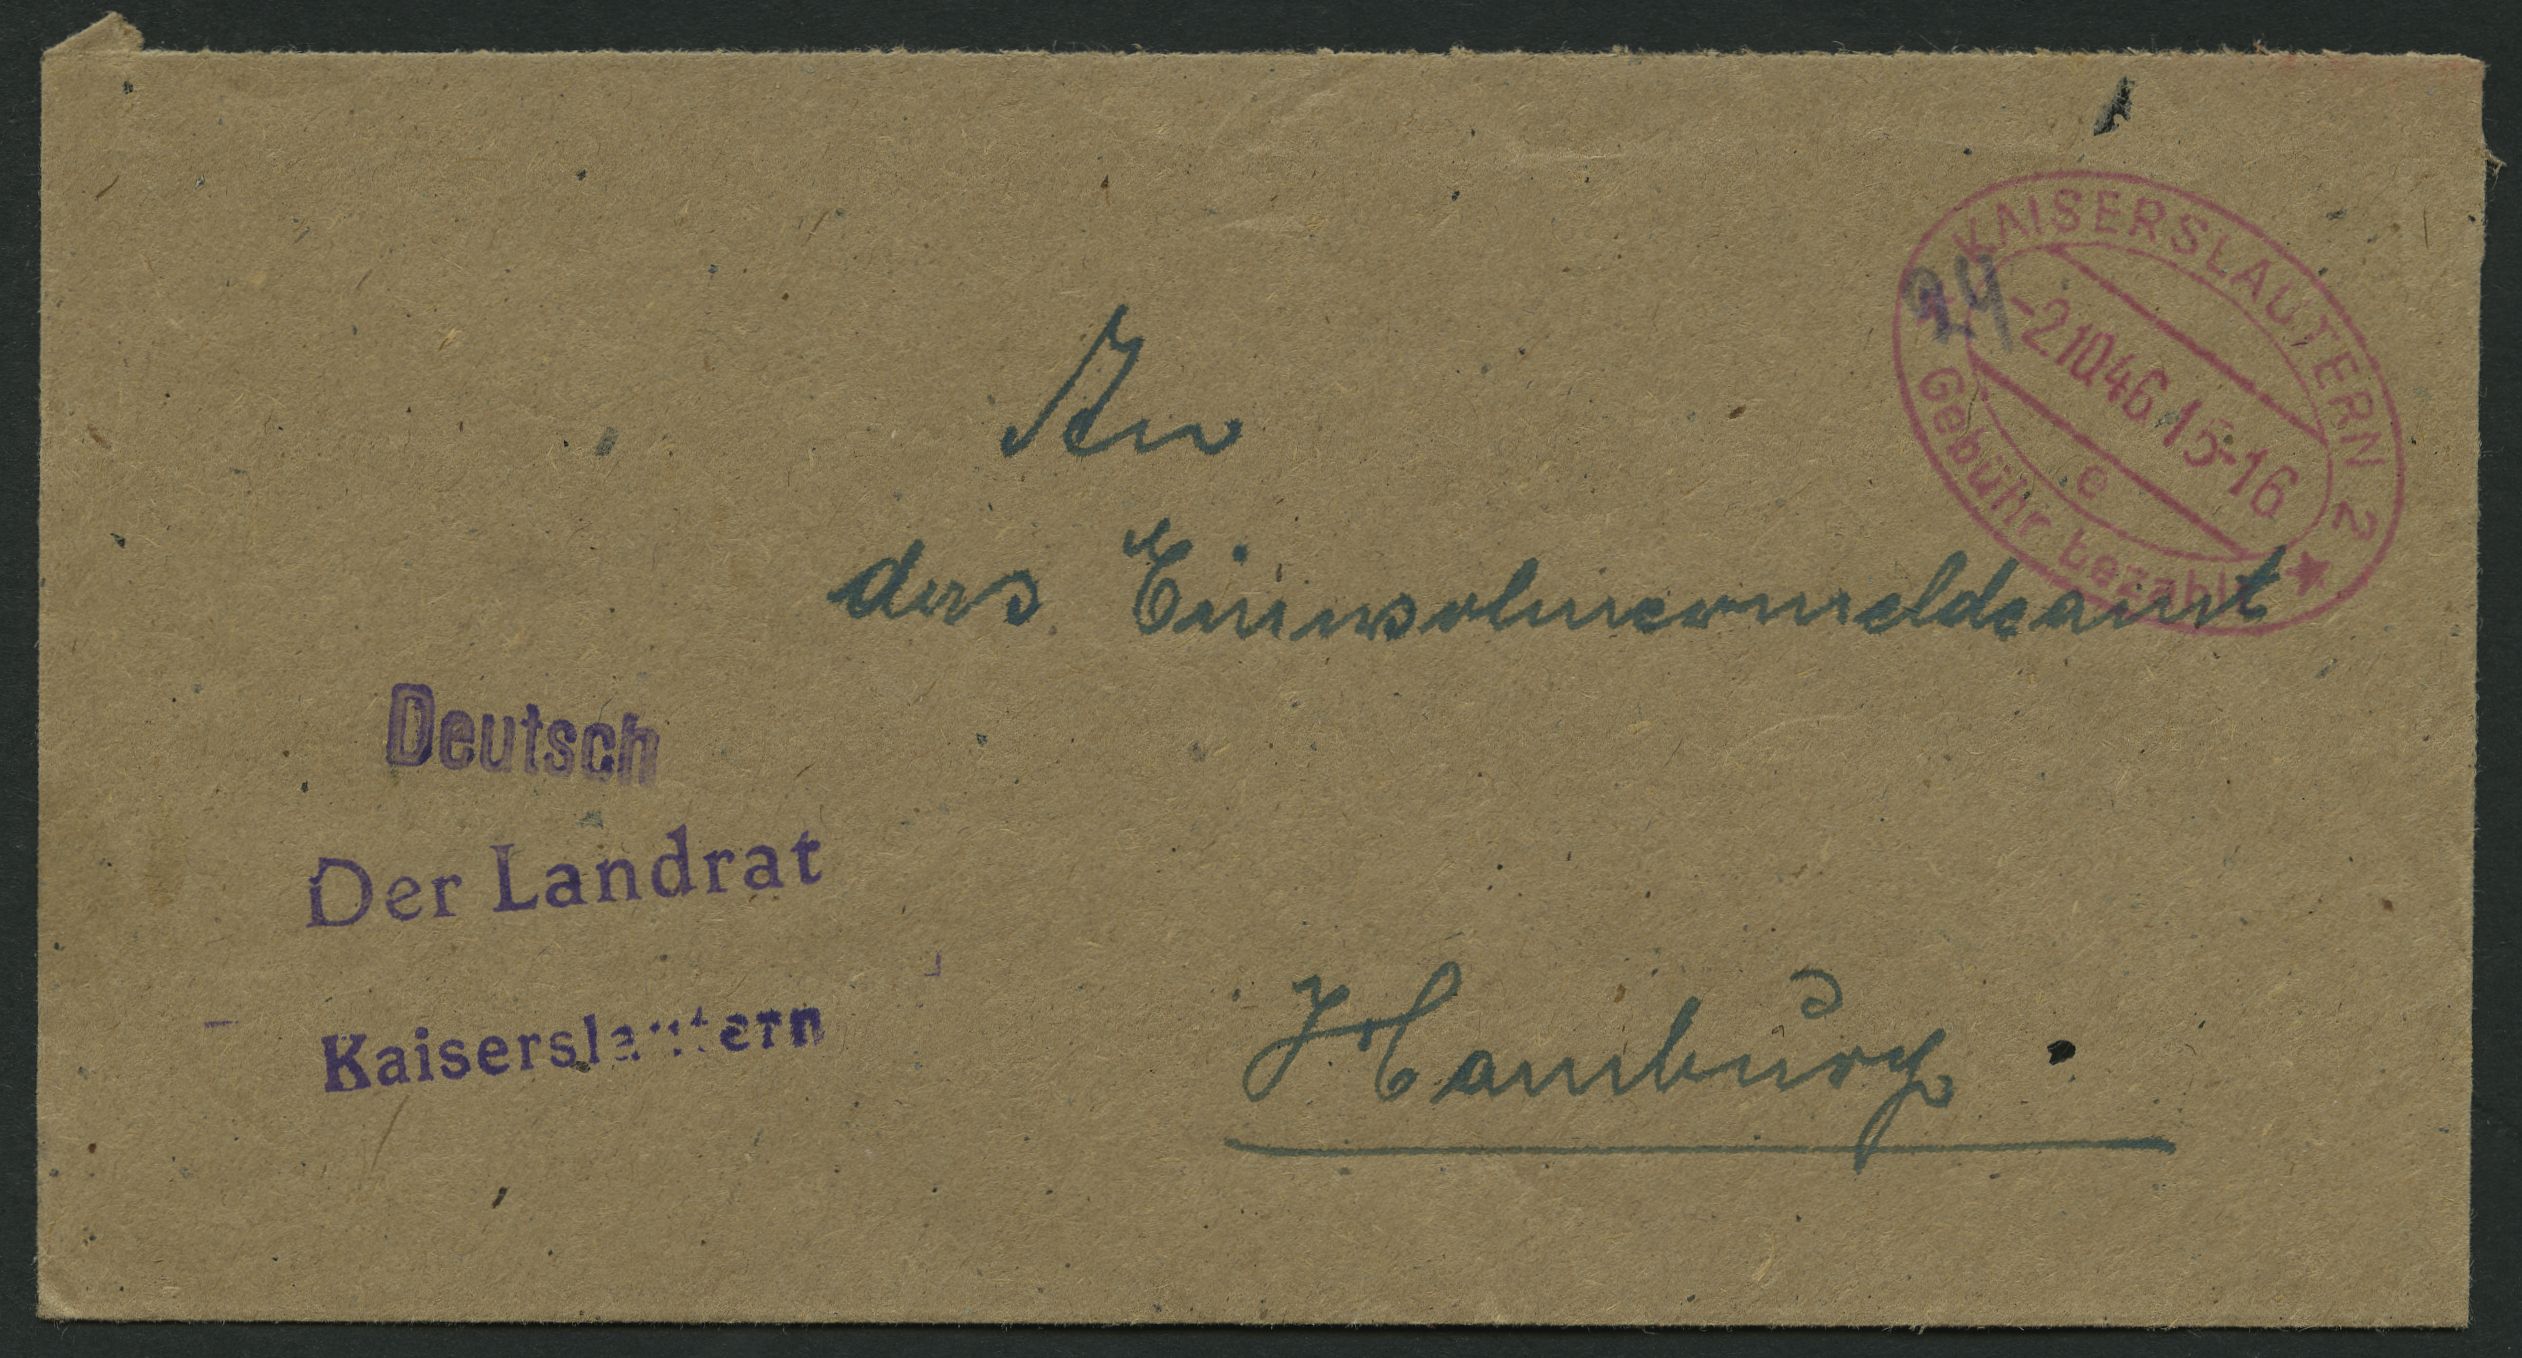 KAISERSLAUTERN 2
24
-2.10.46.15-16
e
Gebühr bezahlt
An
das Einwohnermeldeamt
Deutsch
Der Landrat
Kaiserslautern
Hamburg